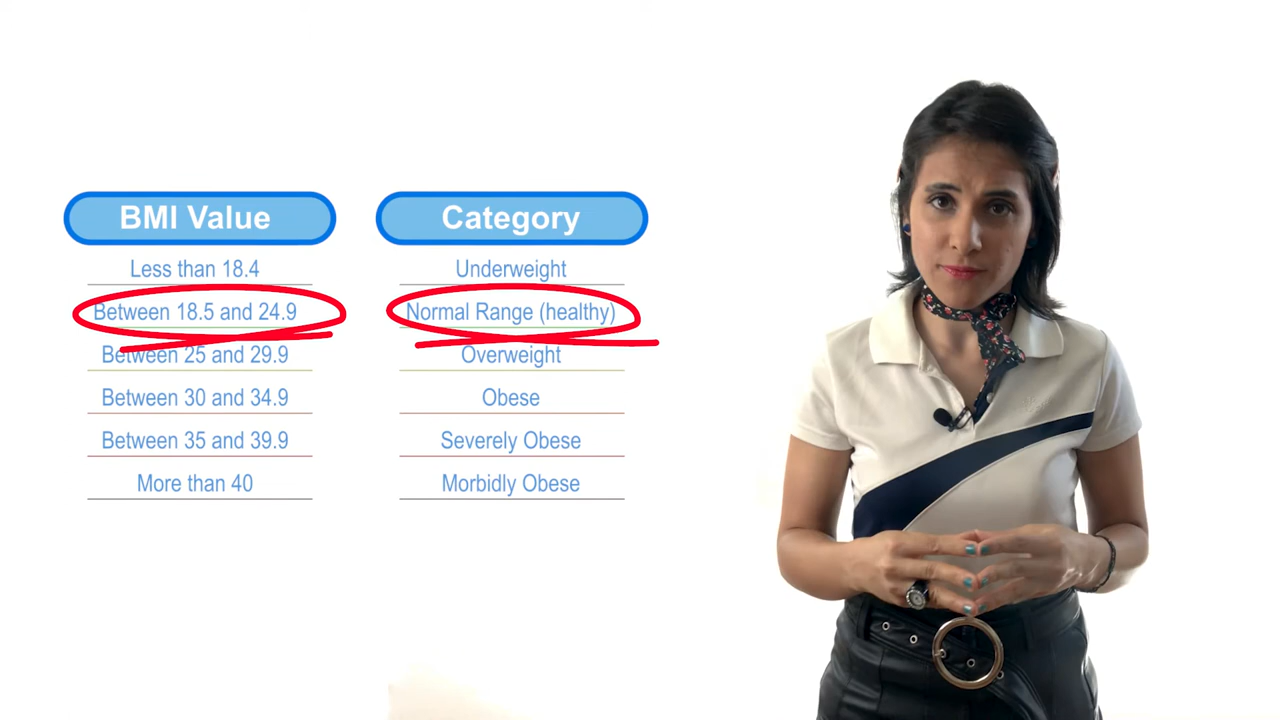 BMI Value Category
Less than 18.4 Underweight
Between 18.5 and 24.9 Normal Range (healthy)
Between 25 and 29.9 Overweight
Between 30 and 34.9 Obese
Between 35 and 39.9 Severely Obese
More than 40 Morbidly Obese